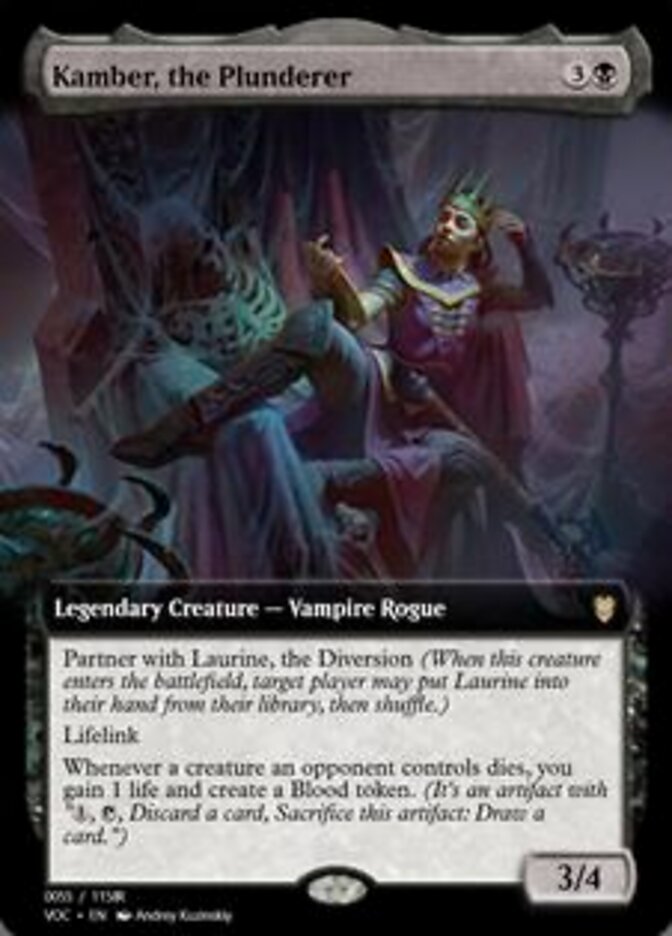 Kamber, the Plunderer 3
Legendary Creature — Vampire Rogue
Partner with Laurine, the Diversion (When this creature
enters the battlefield, target player may put Laurine into
their hand from their library, then shuffle.)
Lifelink
Whenever a creature an opponent controls dies, you
gain 1 life and create a Blood token. (It's an artifact with
"1, Discard a card, Sacrifice this artifact: Draw a
card.")
3/4
0055 / 115 R
VOC • EN Andrey Kuzinskiy